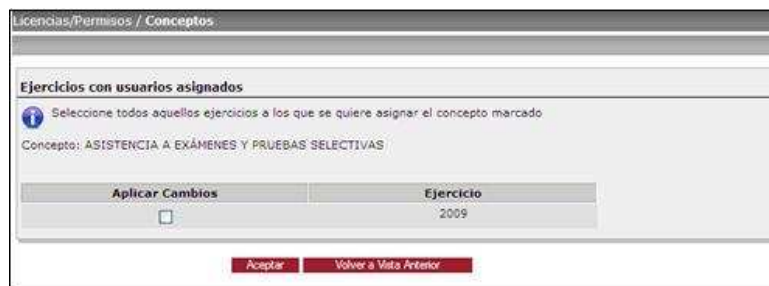 Licencias/Permisos / Conceptos
Ejercicios con usuarios asignados
Seleccione todos aquellos ejercicios a los que se quiere asignar el concepto marcado
Concepto: ASISTENCIA A EXÁMENES Y PRUEBAS SELECTIVAS
Aplicar Cambios Ejercicio
2009
Aceptar Volver a Vista Anterior